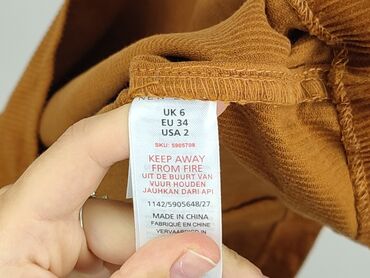 UK 6
EU 34
USA 2
SKU: 5905708
KEEP AWAY
FROM FIRE
UIT DE BUURT VAN
VUUR HOUDEN
JAUHKAN DARI API
1142/5905648/27
MADE IN CHINA
FABRIQUÉ EN CHINE